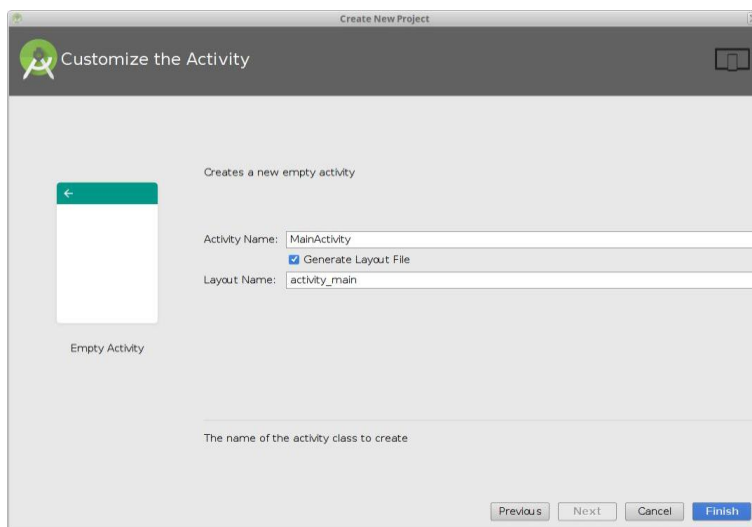 Create New Project
Customize the Activity
Creates a new empty activity
Activity Name: MainActivity
Generate Layout File
Layout Name: activity_main
Empty Activity
The name of the activity class to create
Previous Next Cancel Finish